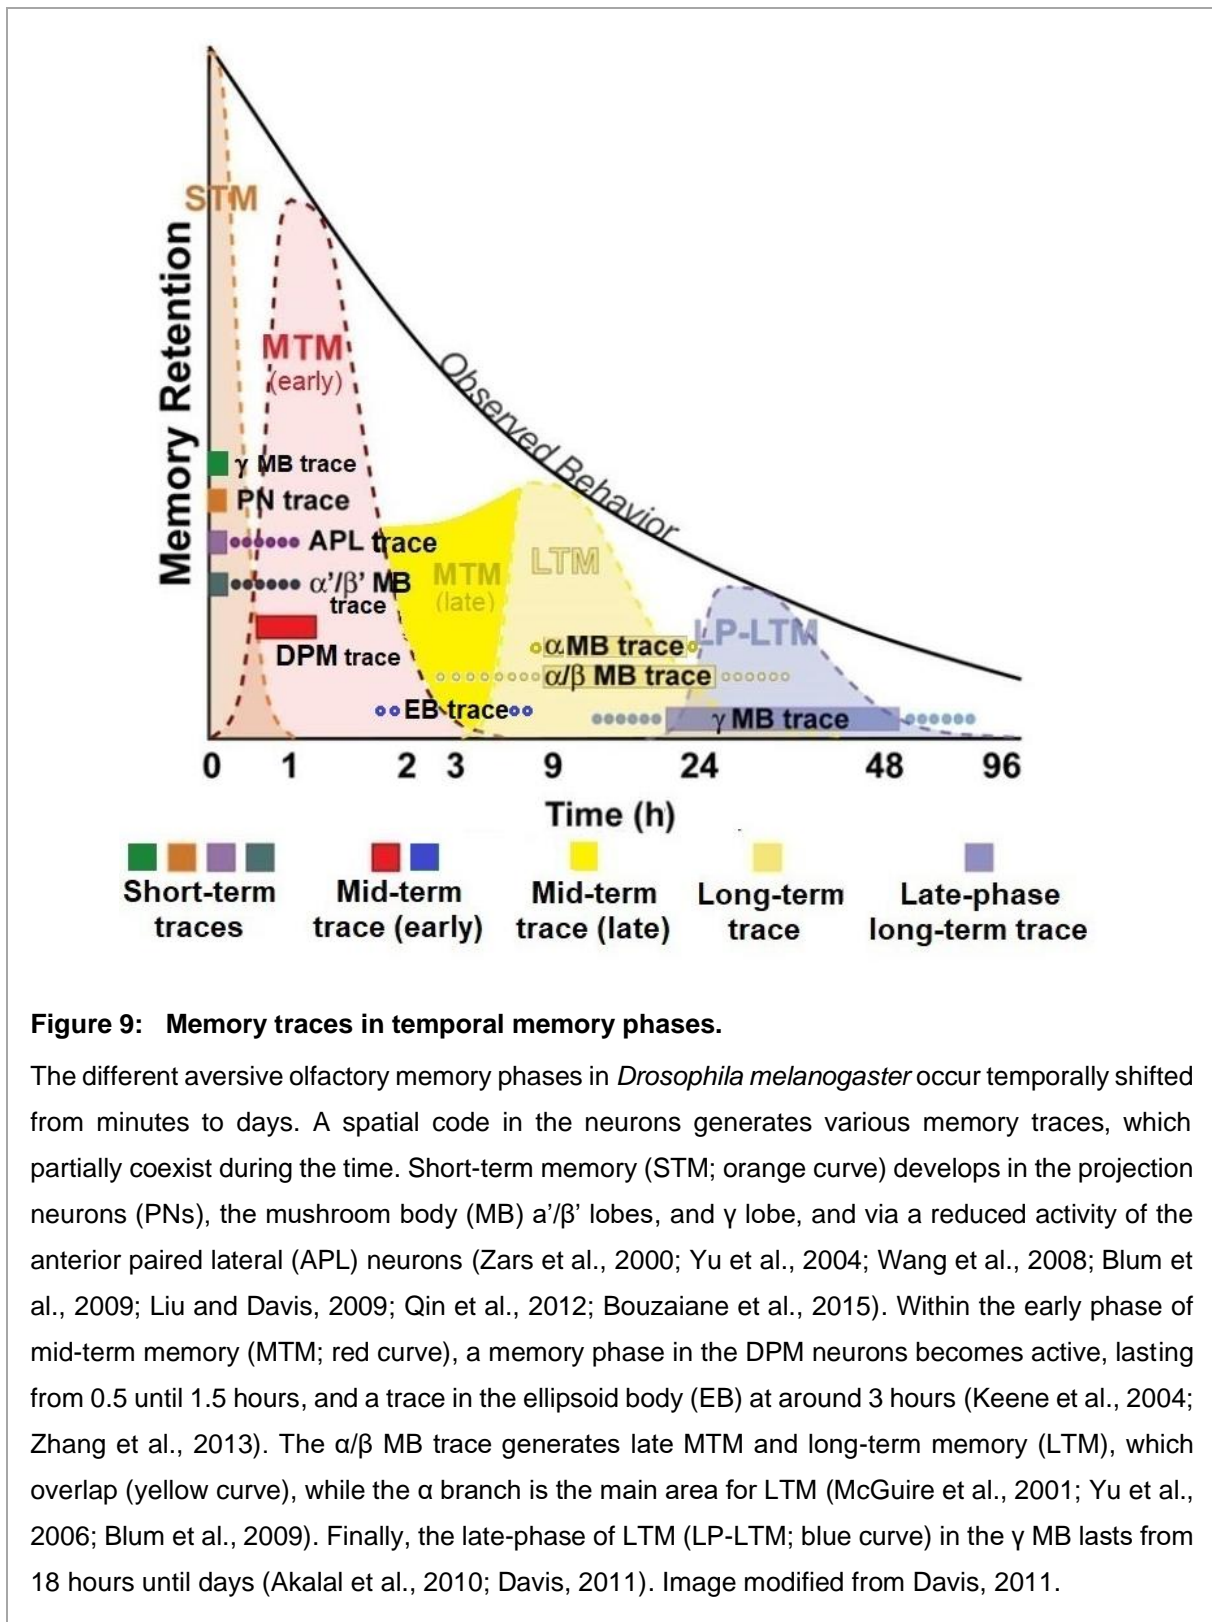 STM
Memory Retention
MTM
(early)
Observed Behavior
γ MB trace
PN trace
APL trace
α’/β’ MB
trace
DPM trace
MTM
(late)
LTM
LP-LTM
α MB trace
α/β MB trace
EB trace
γ MB trace
0 1 2 3 9 24 48 96
Time (h)
Short-term
traces
Mid-term
trace (early)
Mid-term
trace (late)
Long-term
trace
Late-phase
long-term trace
Figure 9: Memory traces in temporal memory phases.
The different aversive olfactory memory phases in Drosophila melanogaster occur temporally shifted
from minutes to days. A spatial code in the neurons generates various memory traces, which
partially coexist during the time. Short-term memory (STM; orange curve) develops in the projection
neurons (PNs), the mushroom body (MB) a’/β’ lobes, and γ lobe, and via a reduced activity of the
anterior paired lateral (APL) neurons (Zars et al., 2000; Yu et al., 2004; Wang et al., 2008; Blum et
al., 2009; Liu and Davis, 2009; Qin et al., 2012; Bouzaiane et al., 2015). Within the early phase of
mid-term memory (MTM; red curve), a memory phase in the DPM neurons becomes active, lasting
from 0.5 until 1.5 hours, and a trace in the ellipsoid body (EB) at around 3 hours (Keene et al., 2004;
Zhang et al., 2013). The α/β MB trace generates late MTM and long-term memory (LTM), which
overlap (yellow curve), while the α branch is the main area for LTM (McGuire et al., 2001; Yu et al.,
2006; Blum et al., 2009). Finally, the late-phase of LTM (LP-LTM; blue curve) in the γ MB lasts from
18 hours until days (Akalal et al., 2010; Davis, 2011). Image modified from Davis, 2011.